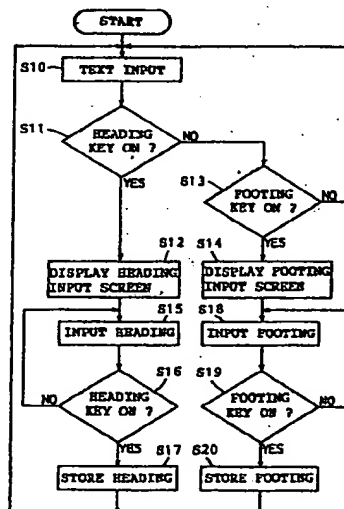 START
S10
TEXT INPUT
S11
HEADING
KEY ON ?
NO
YES
S13
FOOTING
KEY ON ?
NO
YES
S12
DISPLAY HEADING
INPUT SCREEN
S14
DISPLAY FOOTING
INPUT SCREEN
S15
INPUT HEADING
S18
INPUT FOOTING
S16
HEADING
KEY ON ?
NO
YES
S19
FOOTING
KEY ON ?
NO
YES
S17
STORE HEADING
S20
STORE FOOTING